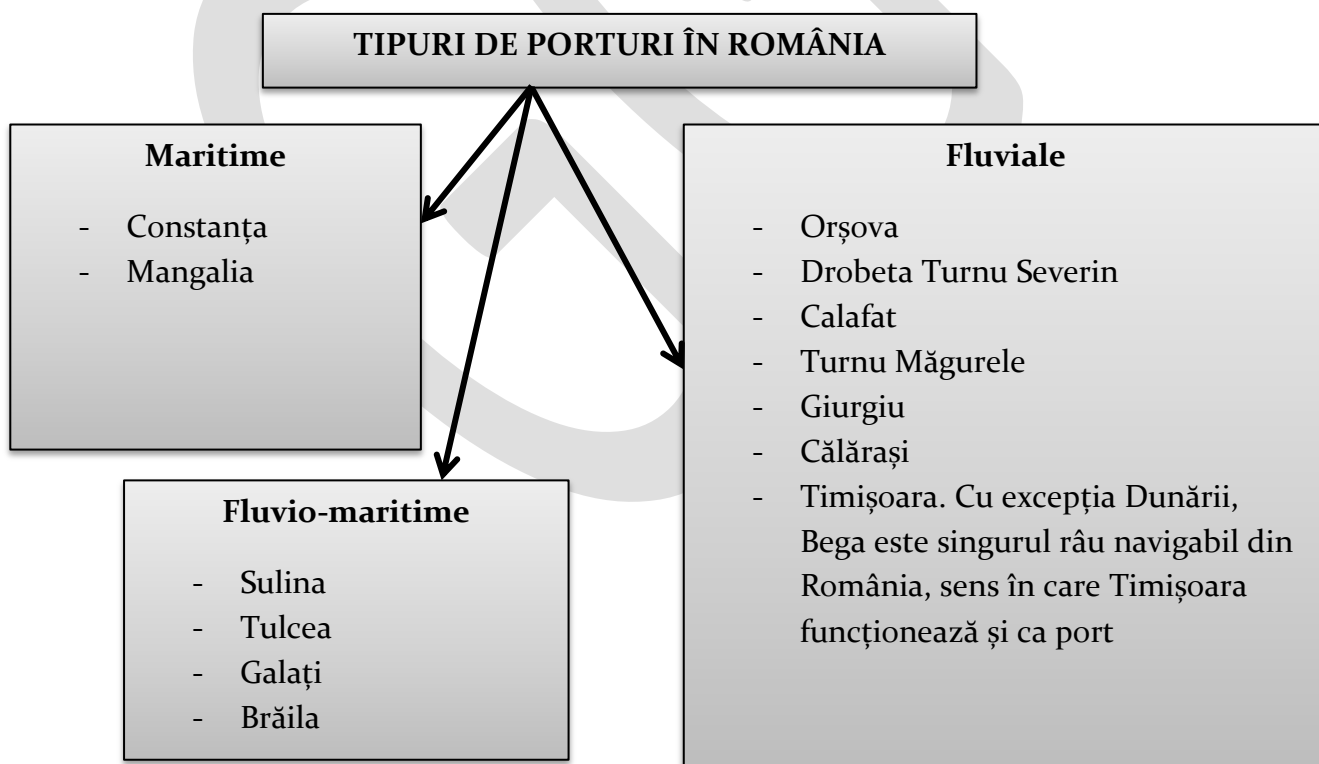 TIPURI DE PORTURI ÎN ROMÂNIA
Maritime
- Constanța
- Mangalia
Fluvio-maritime
- Sulina
- Tulcea
- Galați
- Brăila
Fluviale
- Orșova
- Drobeta Turnu Severin
- Calafat
- Turnu Măgurele
- Giurgiu
- Călărași
- Timișoara. Cu excepția Dunării,
Bega este singurul râu navigabil din
România, sens în care Timișoara
funcționează și ca port